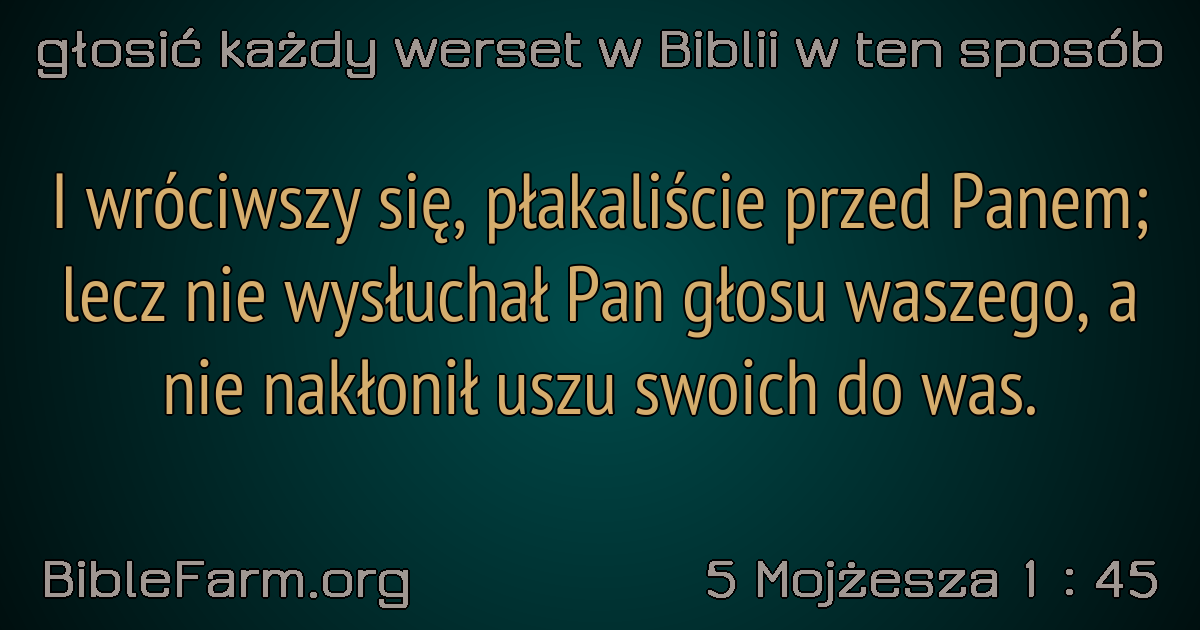 głosić każdy werset w Biblii w ten sposób
I wróciwszy się, płakaliście przed Panem;
lecz nie wysłuchał Pan głosu waszego, a
nie nakłonił uszu swoich do was.
BibleFarm.org
5 Mojżesza 1 : 45